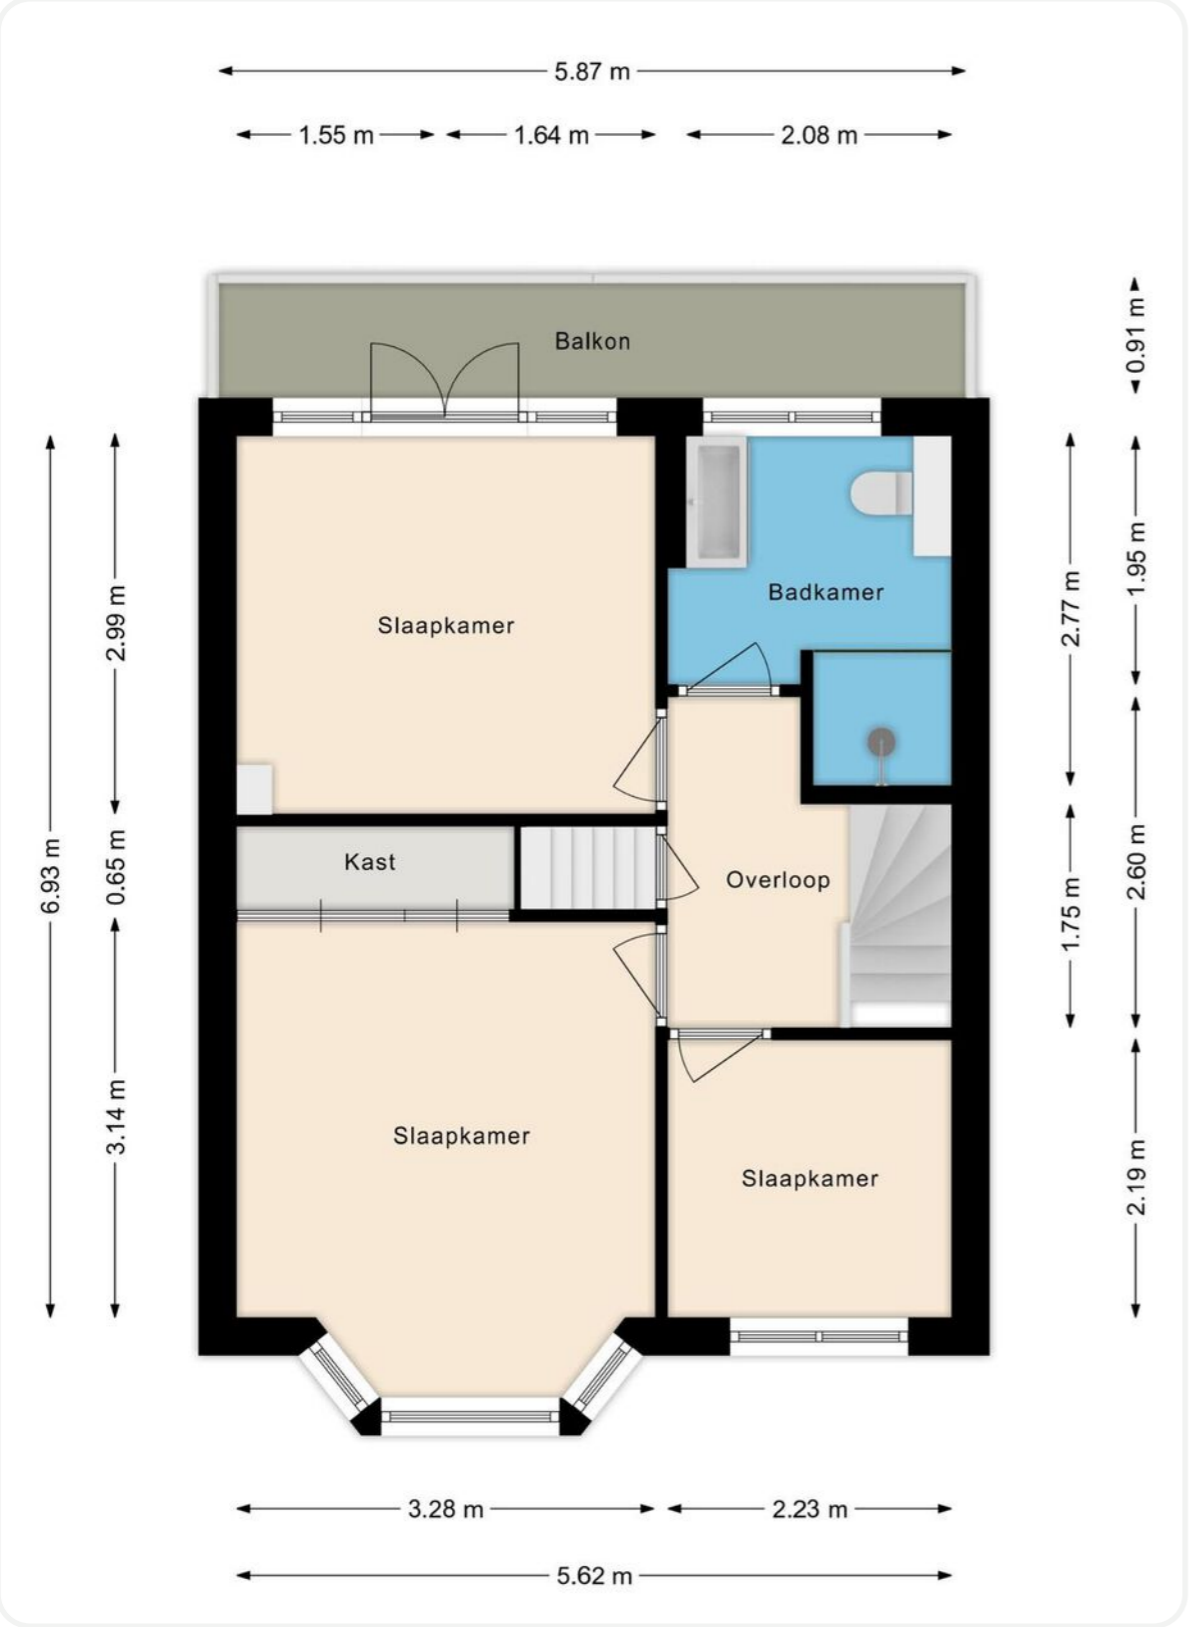 5.87 m
1.55 m
1.64 m
2.08 m
Balkon
0.91 m
Slaapkamer
Badkamer
2.99 m
2.77 m
1.95 m
6.93 m
0.65 m
Kast
Overloop
1.75 m
2.60 m
3.14 m
Slaapkamer
Slaapkamer
2.19 m
3.28 m
2.23 m
5.62 m